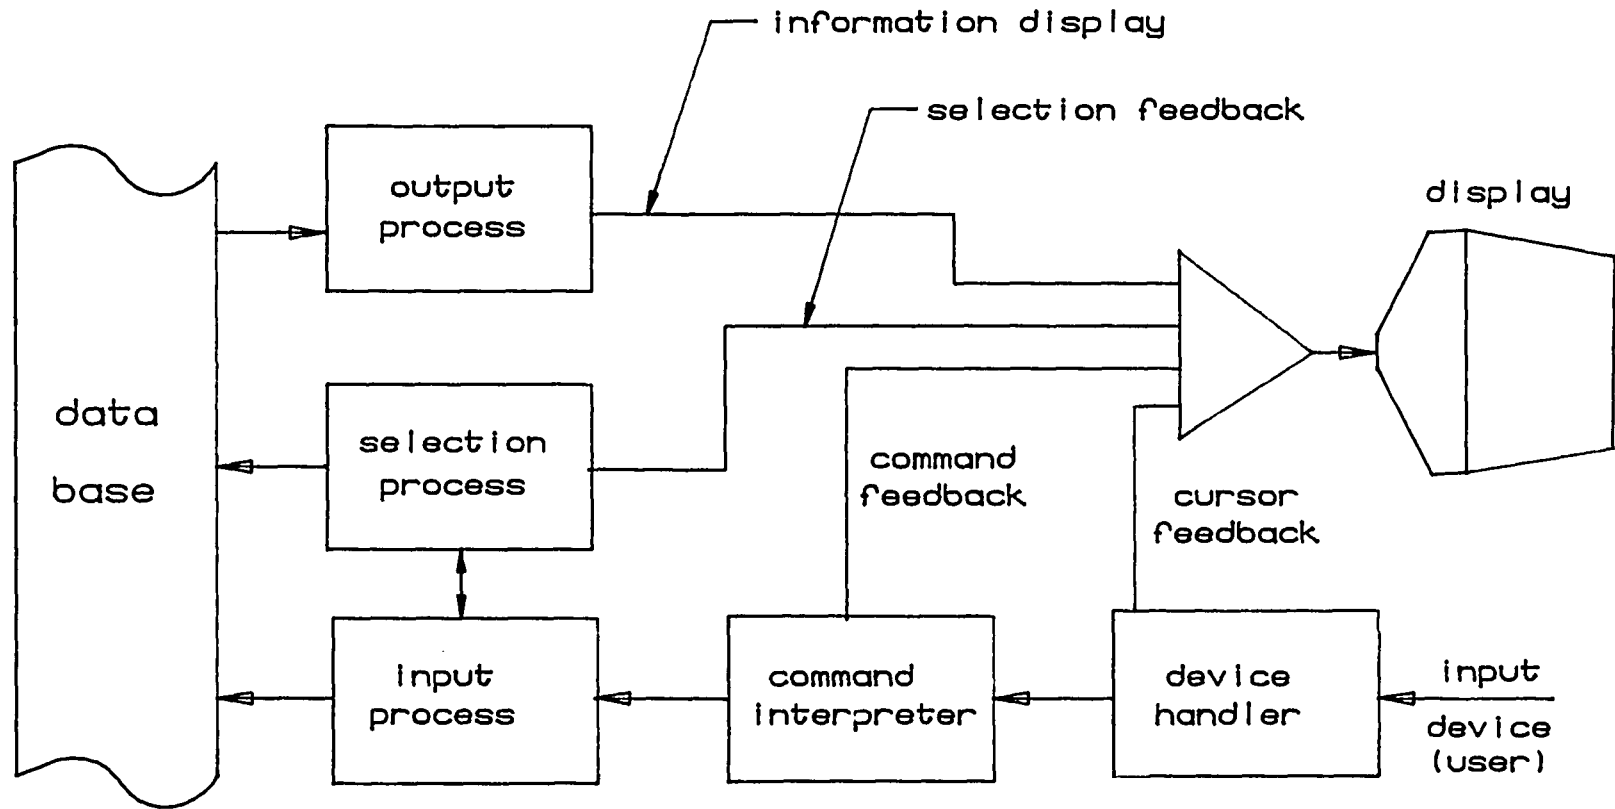 information display
selection feedback
output
process
display
data
base
selection
process
command
feedback
cursor
feedback
input
process
command
interpreter
device
handler
input
device
(user)